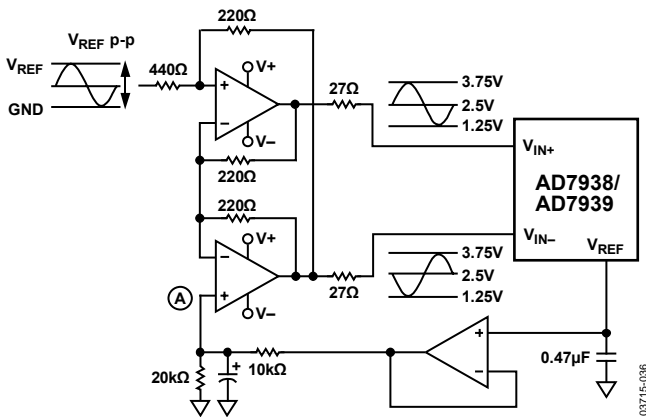 220Ω
VREF p-p
VREF
GND
440Ω
V+
+
–
V–
27Ω
3.75V
2.5V
1.25V
220Ω
220Ω
VIN+
AD7938/
AD7939
VIN–
VREF
V+
–
+
V–
A
27Ω
3.75V
2.5V
1.25V
20kΩ
+
10kΩ
+
–
0.47µF
03715-036